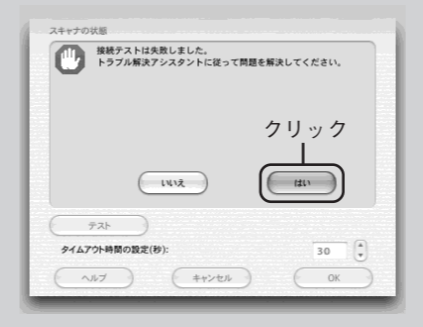 スキャナの状態
接続テストは失敗しました。
トラブル解決アシスタントに従って問題を解決してください。
クリック
いいえ
はい
テスト
タイムアウト時間の設定(秒):
30
ヘルプ
キャンセル
OK